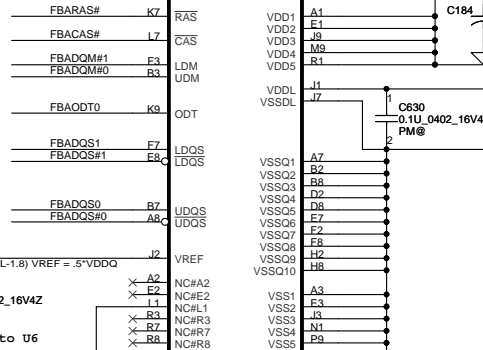 FBARAS# K7 RAS
FBACAS# L7 CAS
FBADQM#1 F3 LDM
FBADQM#0 B3 UDM
FBAODT0 K9 ODT
FBADQS1 F7 LDQS
FBADQS#1 E8 LDQS
FBADQS0 B7 UDQS
FBADQS#0 A8 UDQS
J2 VREF
L-1.8) VREF = .5*VDDQ
A2 NC#A2
E2 NC#E2
L1 NC#L1
R3 NC#R3
R7 NC#R7
R8 NC#R8
2_16V4Z
to U6
VDD1 A1
VDD2 E1
VDD3 J9
VDD4 M9
VDD5 R1
VDDL J1
VSSDL J7
VSSQ1 A7
VSSQ2 B2
VSSQ3 B8
VSSQ4 D2
VSSQ5 D8
VSSQ6 E7
VSSQ7 F2
VSSQ8 F8
VSSQ9 H2
VSSQ10 H8
VSS1 A3
VSS2 E3
VSS3 J3
VSS4 N1
VSS5 P9
C184
1
C630
0.1U_0402_16V4
PM@
2